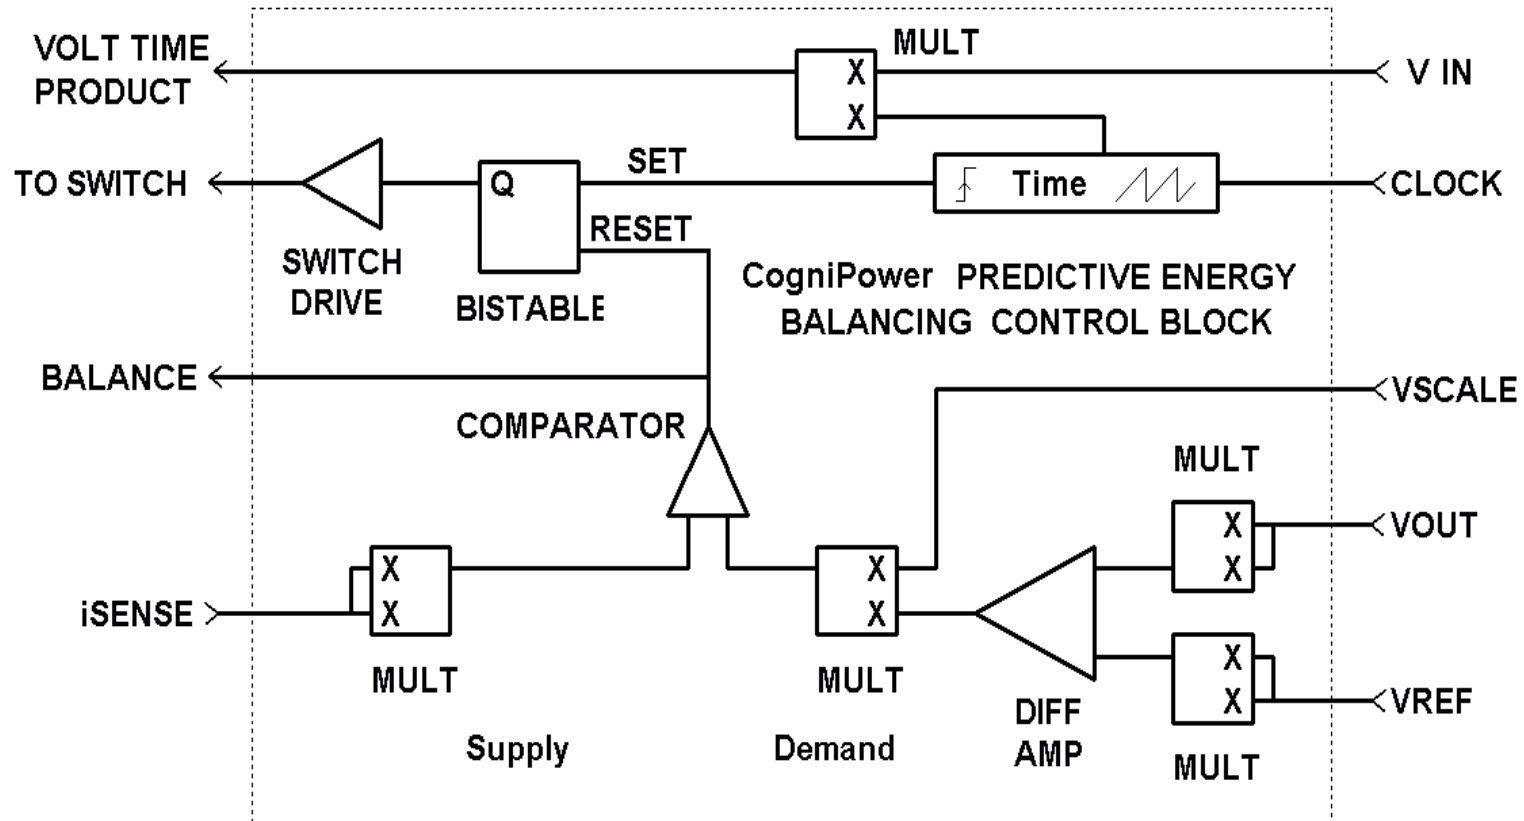 VOLT TIME
PRODUCT
MULT
X
X
V IN
TO SWITCH
Q
SET
RESET
Time
CLOCK
SWITCH
DRIVE
BISTABLE
CogniPower PREDICTIVE ENERGY
BALANCING CONTROL BLOCK
BALANCE
VSCALE
COMPARATOR
MULT
X
X
VOUT
iSENSE
X
X
MULT
X
X
MULT
DIFF
AMP
X
X
VREF
MULT
Supply
Demand